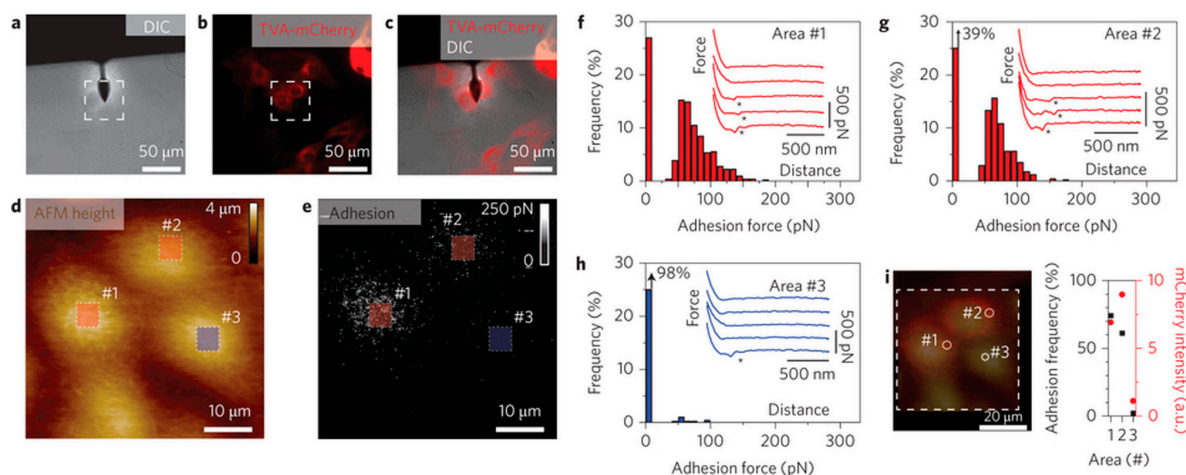 a
DIC
50 µm
b
TVA-mCherry
50 µm
c
TVA-mCherry
DIC
50 µm
d
AFM height
4 µm
0
#2
#1
#3
10 µm
e
Adhesion
250 pN
0
#2
#1
#3
10 µm
f
Frequency (%)
30
20
10
0
Area #1
Force
500 pN
500 nm
Distance
0 100 200 300
Adhesion force (pN)
g
39%
Frequency (%)
30
20
10
0
Area #2
Force
500 pN
500 nm
Distance
0 100 200 300
Adhesion force (pN)
h
98%
Frequency (%)
30
20
10
0
Area #3
Force
500 pN
500 nm
Distance
0 100 200 300
Adhesion force (pN)
i
#2
#1
#3
20 µm
Adhesion frequency (%)
100
80
60
40
20
0
10
5
0
mCherry intensity (a.u.)
1 2 3
Area (#)